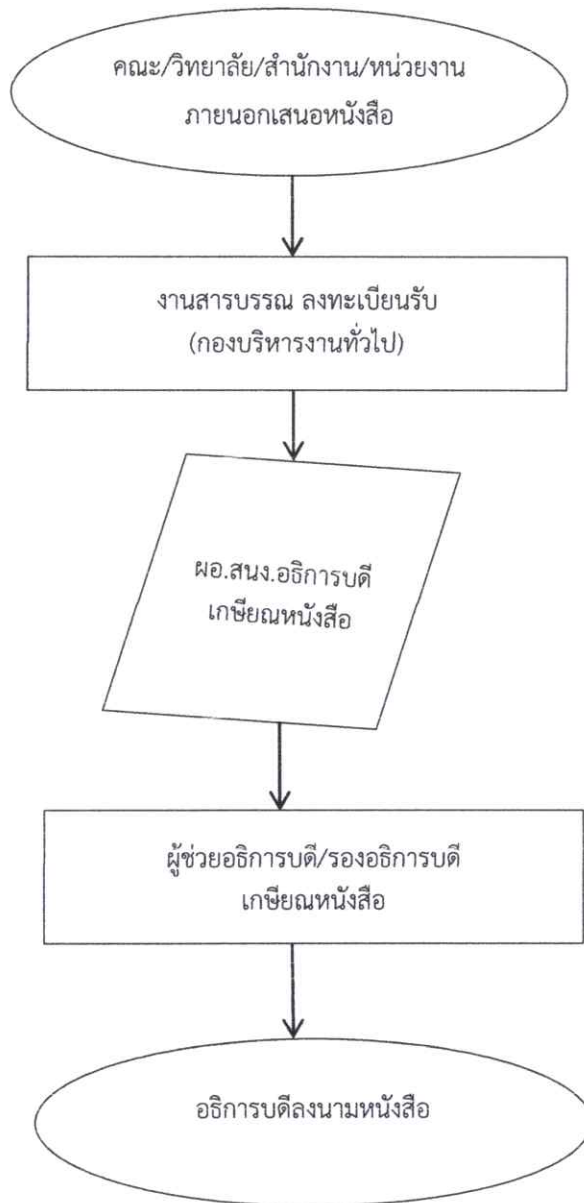 คณะ/วิทยาลัย/สำนักงาน/หน่วยงาน
ภายนอกเสนอหนังสือ
งานสารบรรณ ลงทะเบียนรับ
(กองบริหารงานทั่วไป)
ผอ.สนง.อธิการบดี
เกษียณหนังสือ
ผู้ช่วยอธิการบดี/รองอธิการบดี
เกษียณหนังสือ
อธิการบดีลงนามหนังสือ